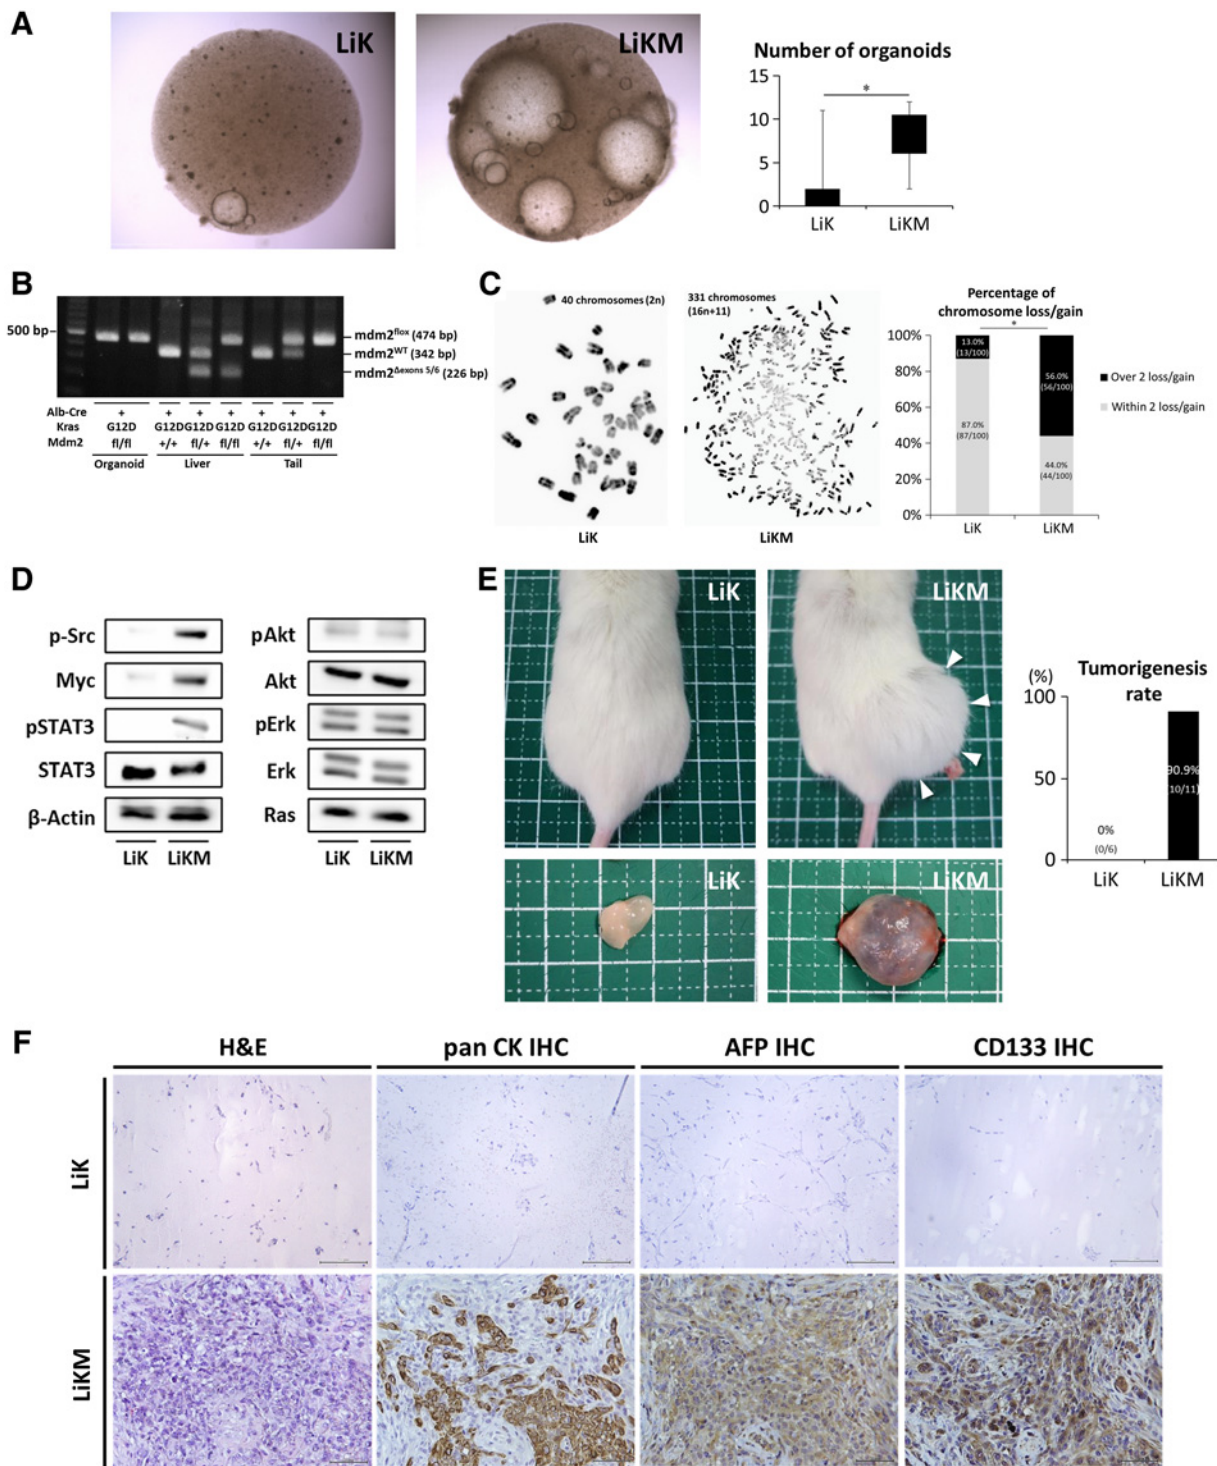 A
LiK
LiKM
Number of organoids
15
10
5
0
*
LiK
LiKM
B
500 bp
mdm2flox (474 bp)
mdm2WT (342 bp)
mdm2Δexons 5/6 (226 bp)
Alb-Cre + + + + + + +
Kras G12D G12D G12D G12D G12D G12D G12D
Mdm2 fl/fl +/+ fl/+ fl/fl +/+ fl/+ fl/fl
Organoid Liver Tail
C
40 chromosomes (2n)
LiK
331 chromosomes
(16n+11)
LiKM
Percentage of
chromosome loss/gain
*
100%
80%
60%
40%
20%
0%
13.0%
(13/100)
87.0%
(87/100)
56.0%
(56/100)
44.0%
(44/100)
LiK
LiKM
Over 2 loss/gain
Within 2 loss/gain
D
p-Src
Myc
pSTAT3
STAT3
β-Actin
LiK LiKM
pAkt
Akt
pErk
Erk
Ras
LiK LiKM
E
LiK
LiKM
LiK
LiKM
Tumorigenesis
rate
(%)
100
50
0
0%
(0/6)
90.9%
(10/11)
LiK
LiKM
F
H&E
pan CK IHC
AFP IHC
CD133 IHC
LiK
LiKM